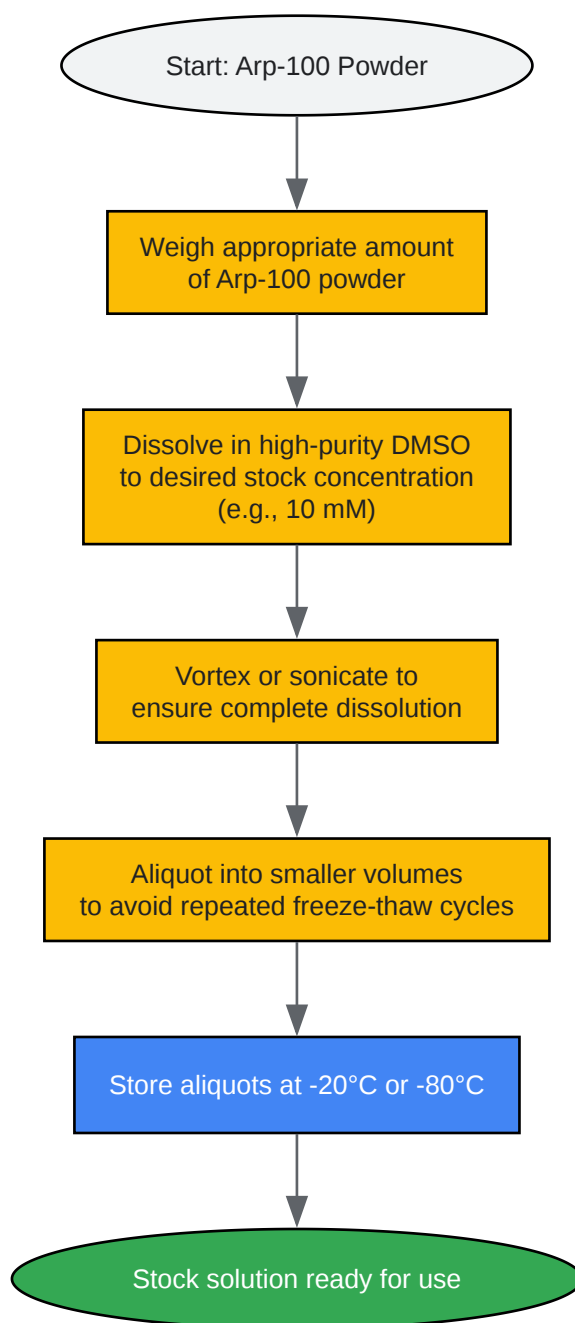 Start: Arp-100 Powder
Weigh appropriate amount
of Arp-100 powder
Dissolve in high-purity DMSO
to desired stock concentration
(e.g., 10 mM)
Vortex or sonicate to
ensure complete dissolution
Aliquot into smaller volumes
to avoid repeated freeze-thaw cycles
Store aliquots at -20°C or -80°C
Stock solution ready for use